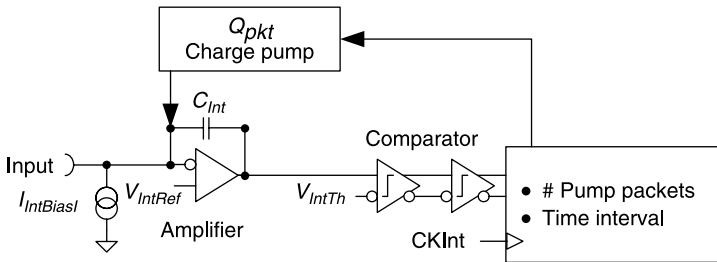 Qpkt
Charge pump
CInt
Comparator
Input
IIntBiasI
VIntRef
VIntTh
Amplifier
CKInt
• # Pump packets
• Time interval